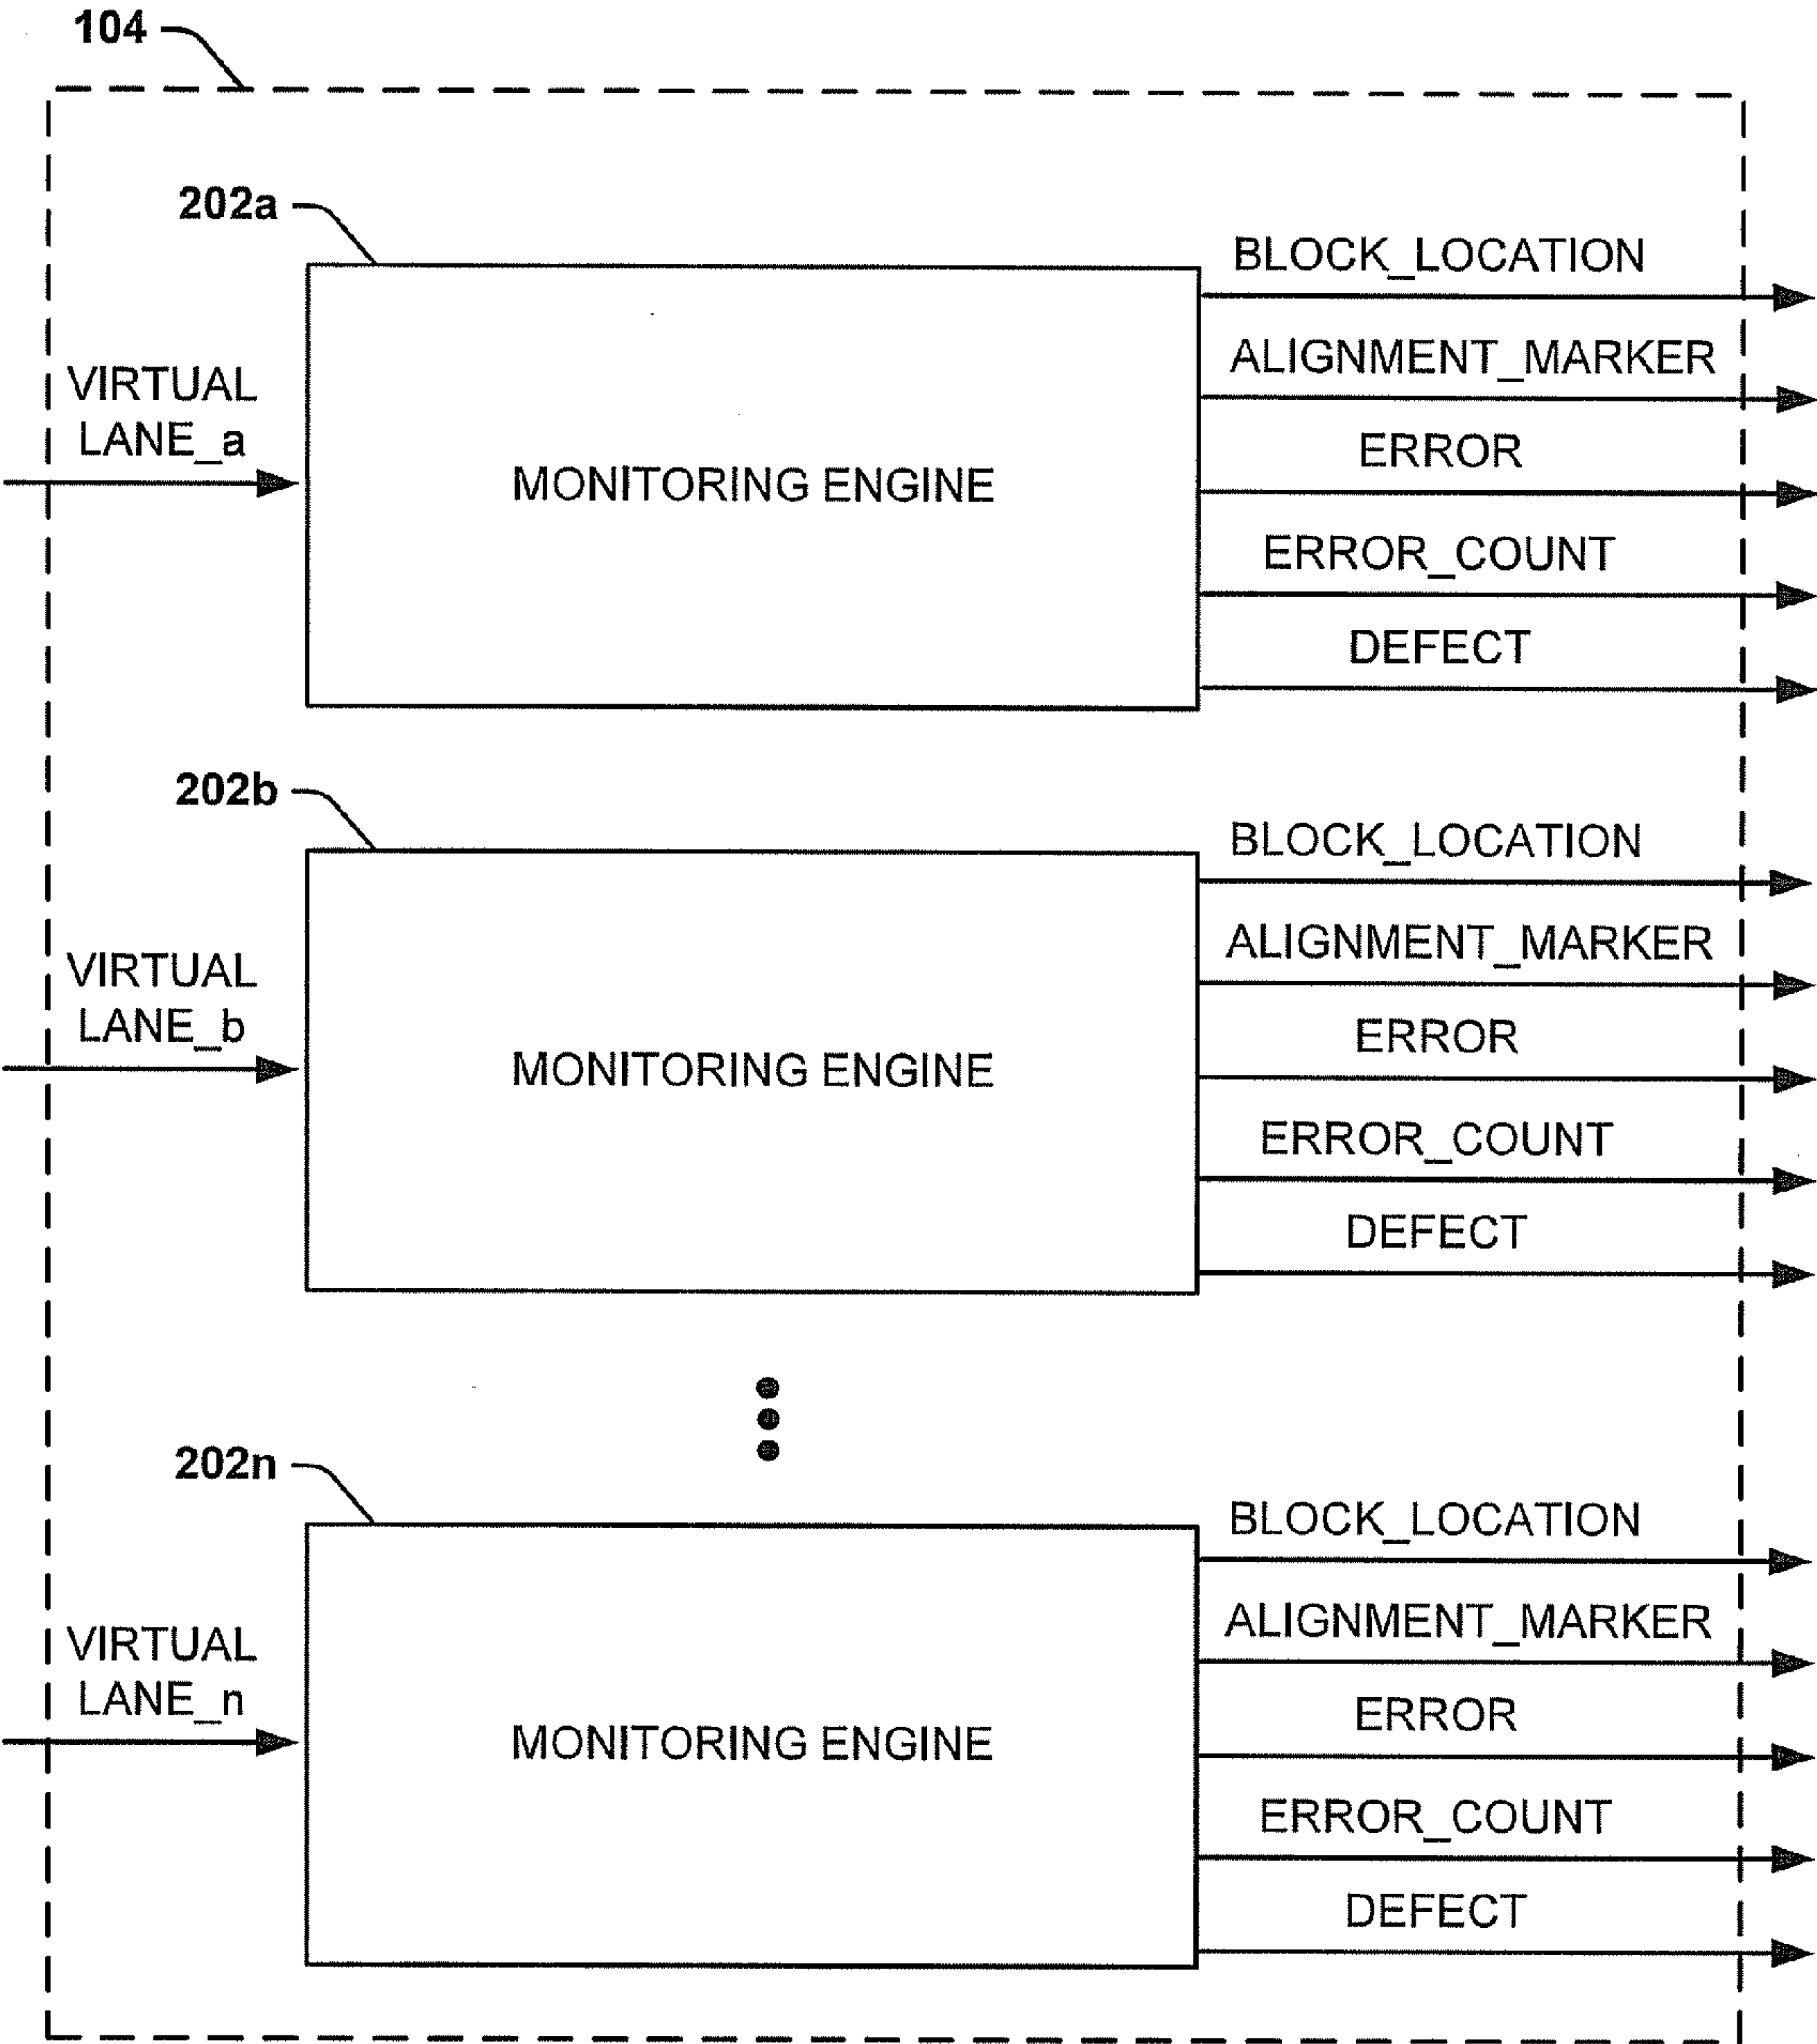 104
202a
BLOCK_LOCATION
ALIGNMENT_MARKER
VIRTUAL
LANE_a
ERROR
MONITORING ENGINE
ERROR_COUNT
DEFECT
202b
BLOCK_LOCATION
ALIGNMENT_MARKER
VIRTUAL
LANE_b
ERROR
MONITORING ENGINE
ERROR_COUNT
DEFECT
202n
BLOCK_LOCATION
ALIGNMENT_MARKER
VIRTUAL
LANE_n
ERROR
MONITORING ENGINE
ERROR_COUNT
DEFECT